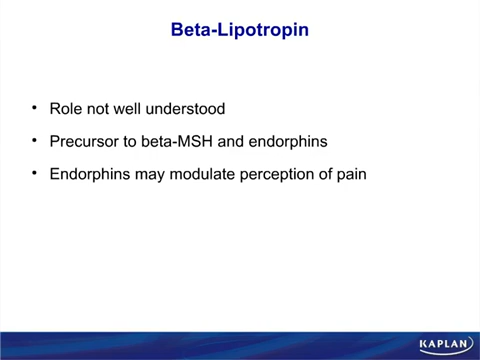 Beta-Lipotropin
• Role not well understood
• Precursor to beta-MSH and endorphins
• Endorphins may modulate perception of pain
KAPLAN